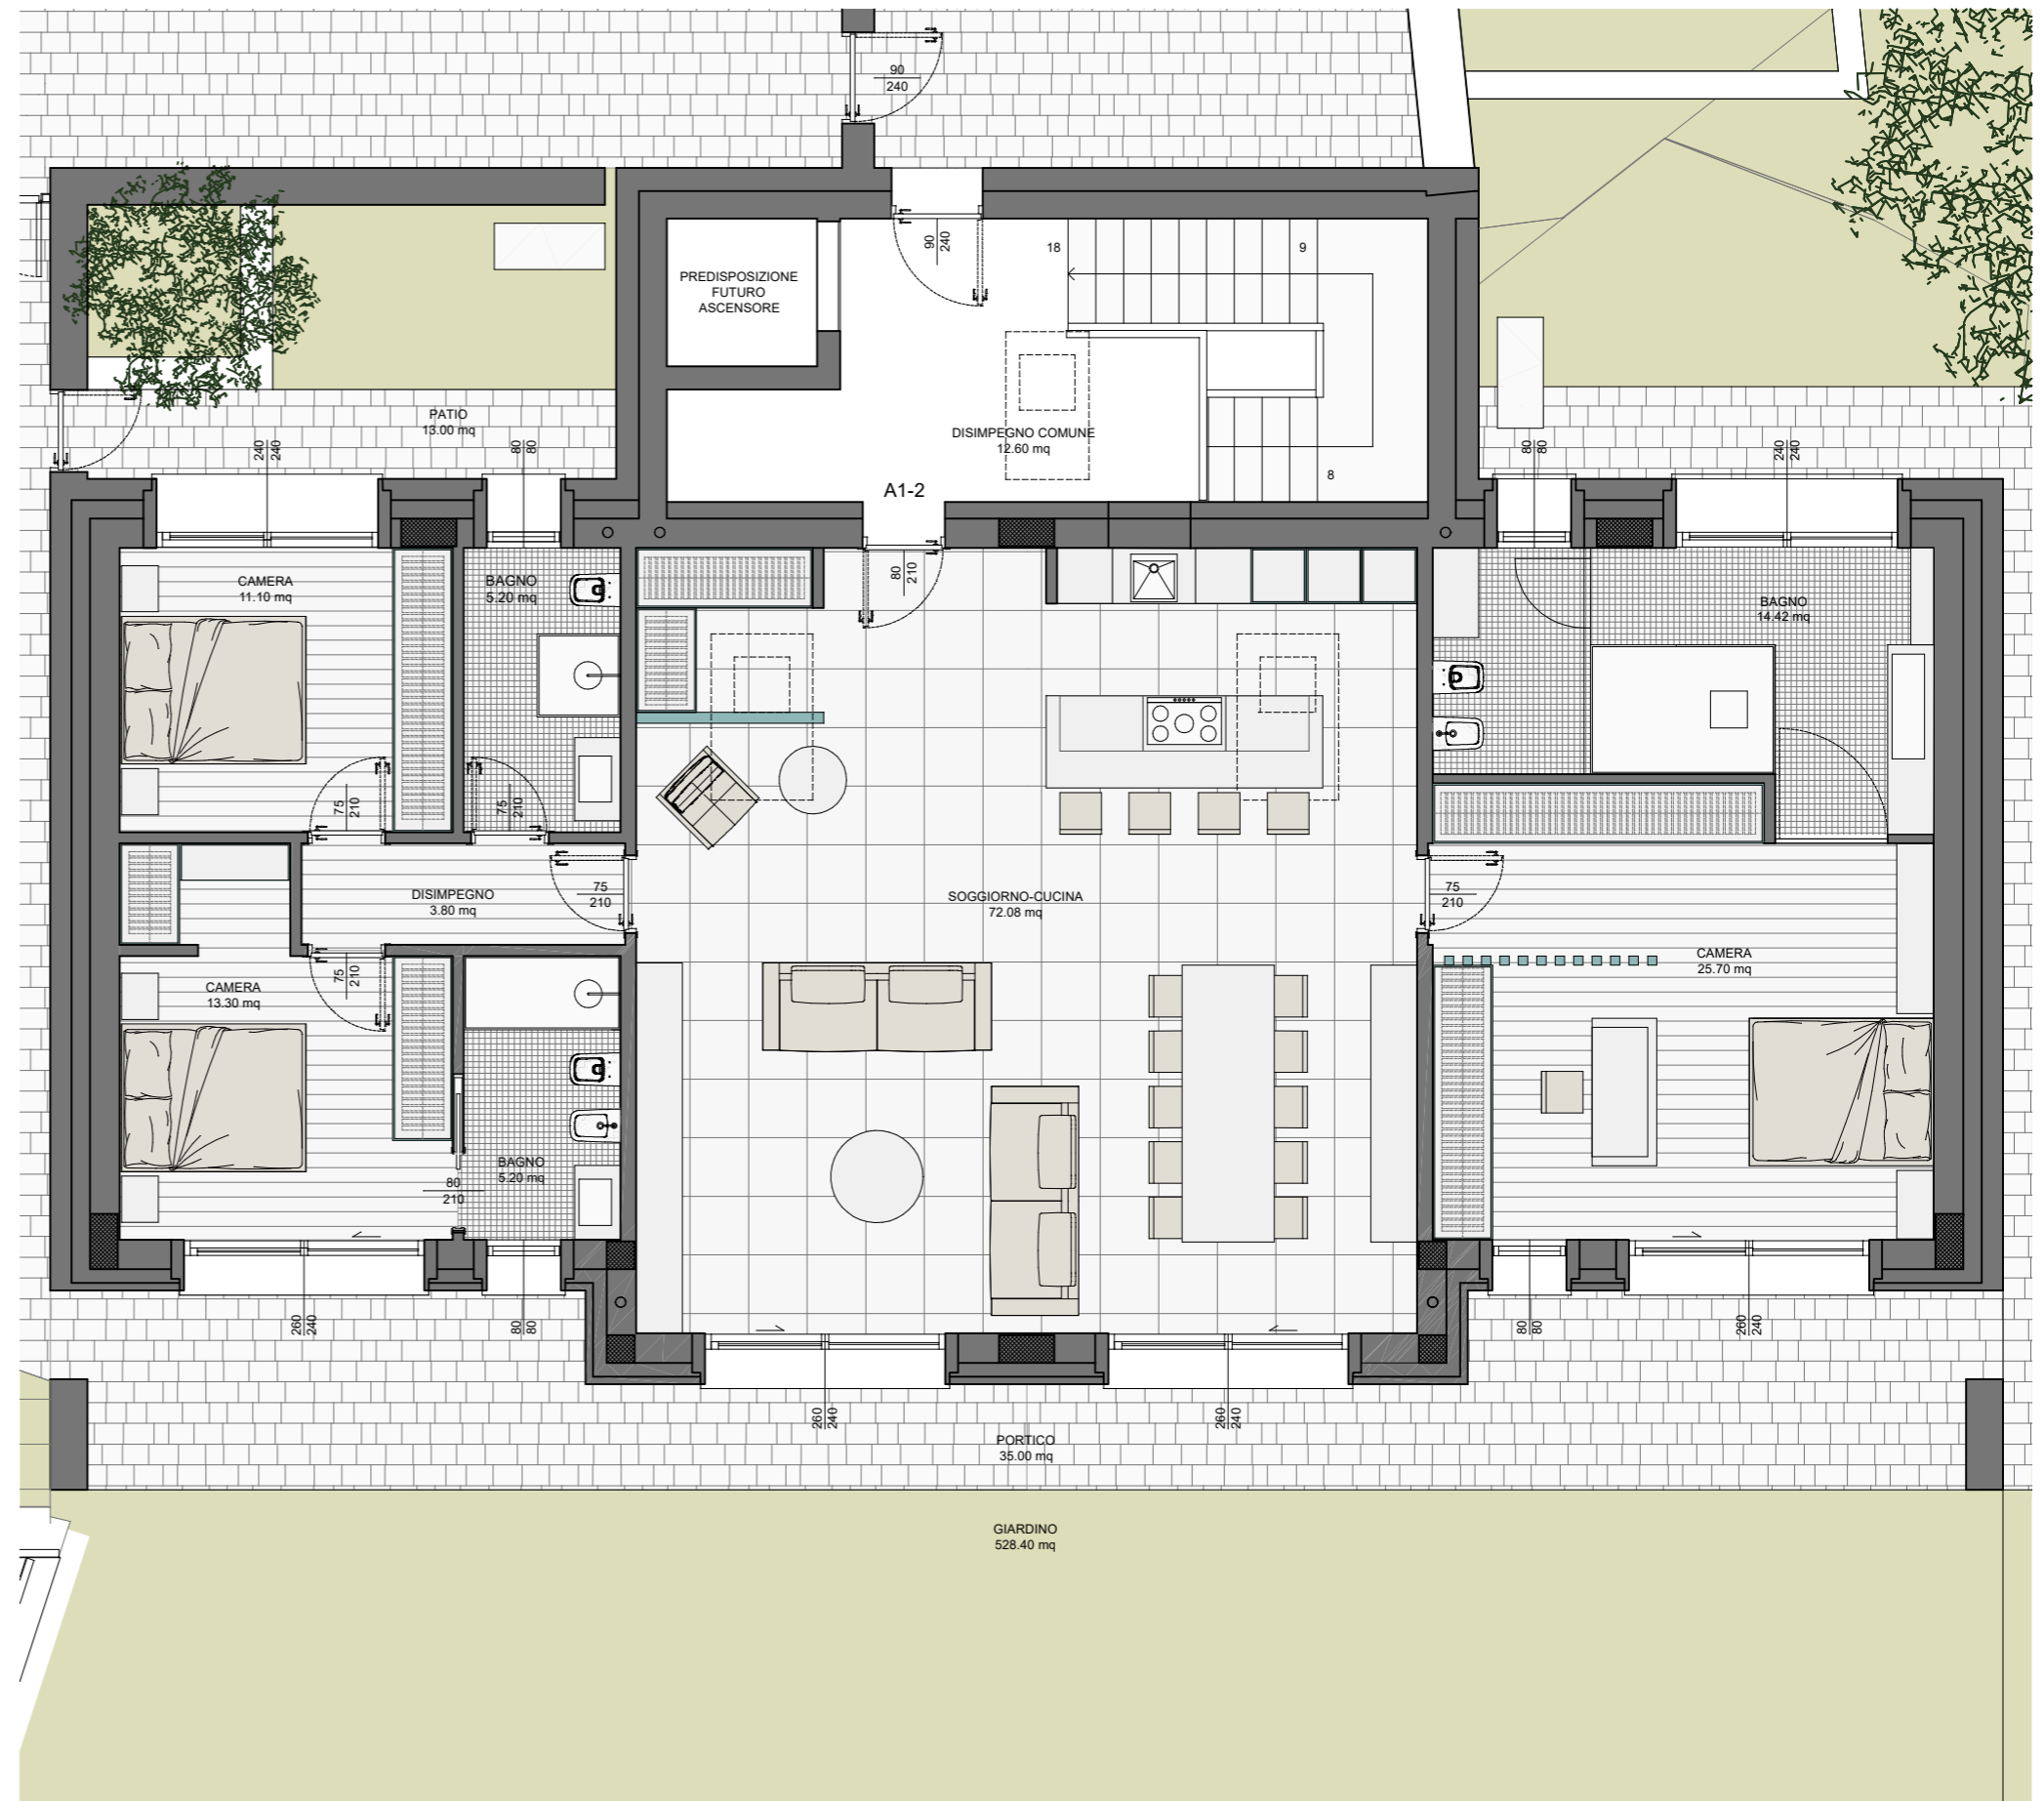 90
240
90
240
18
9
PREDISPOSIZIONE
FUTURO
ASCENSORE
PATIO
13.00 mq
240
240
80
80
DISIMPEGNO COMUNE
12.60 mq
8
A1-2
80
80
240
240
CAMERA
11.10 mq
BAGNO
5.20 mq
80
210
BAGNO
14.42 mq
75
210
75
210
DISIMPEGNO
3.80 mq
75
210
SOGGIORNO-CUCINA
72.08 mq
75
210
CAMERA
13.30 mq
75
210
CAMERA
25.70 mq
BAGNO
5.20 mq
80
210
260
240
80
80
80
80
260
240
260
240
260
240
PORTICO
35.00 mq
GIARDINO
528.40 mq